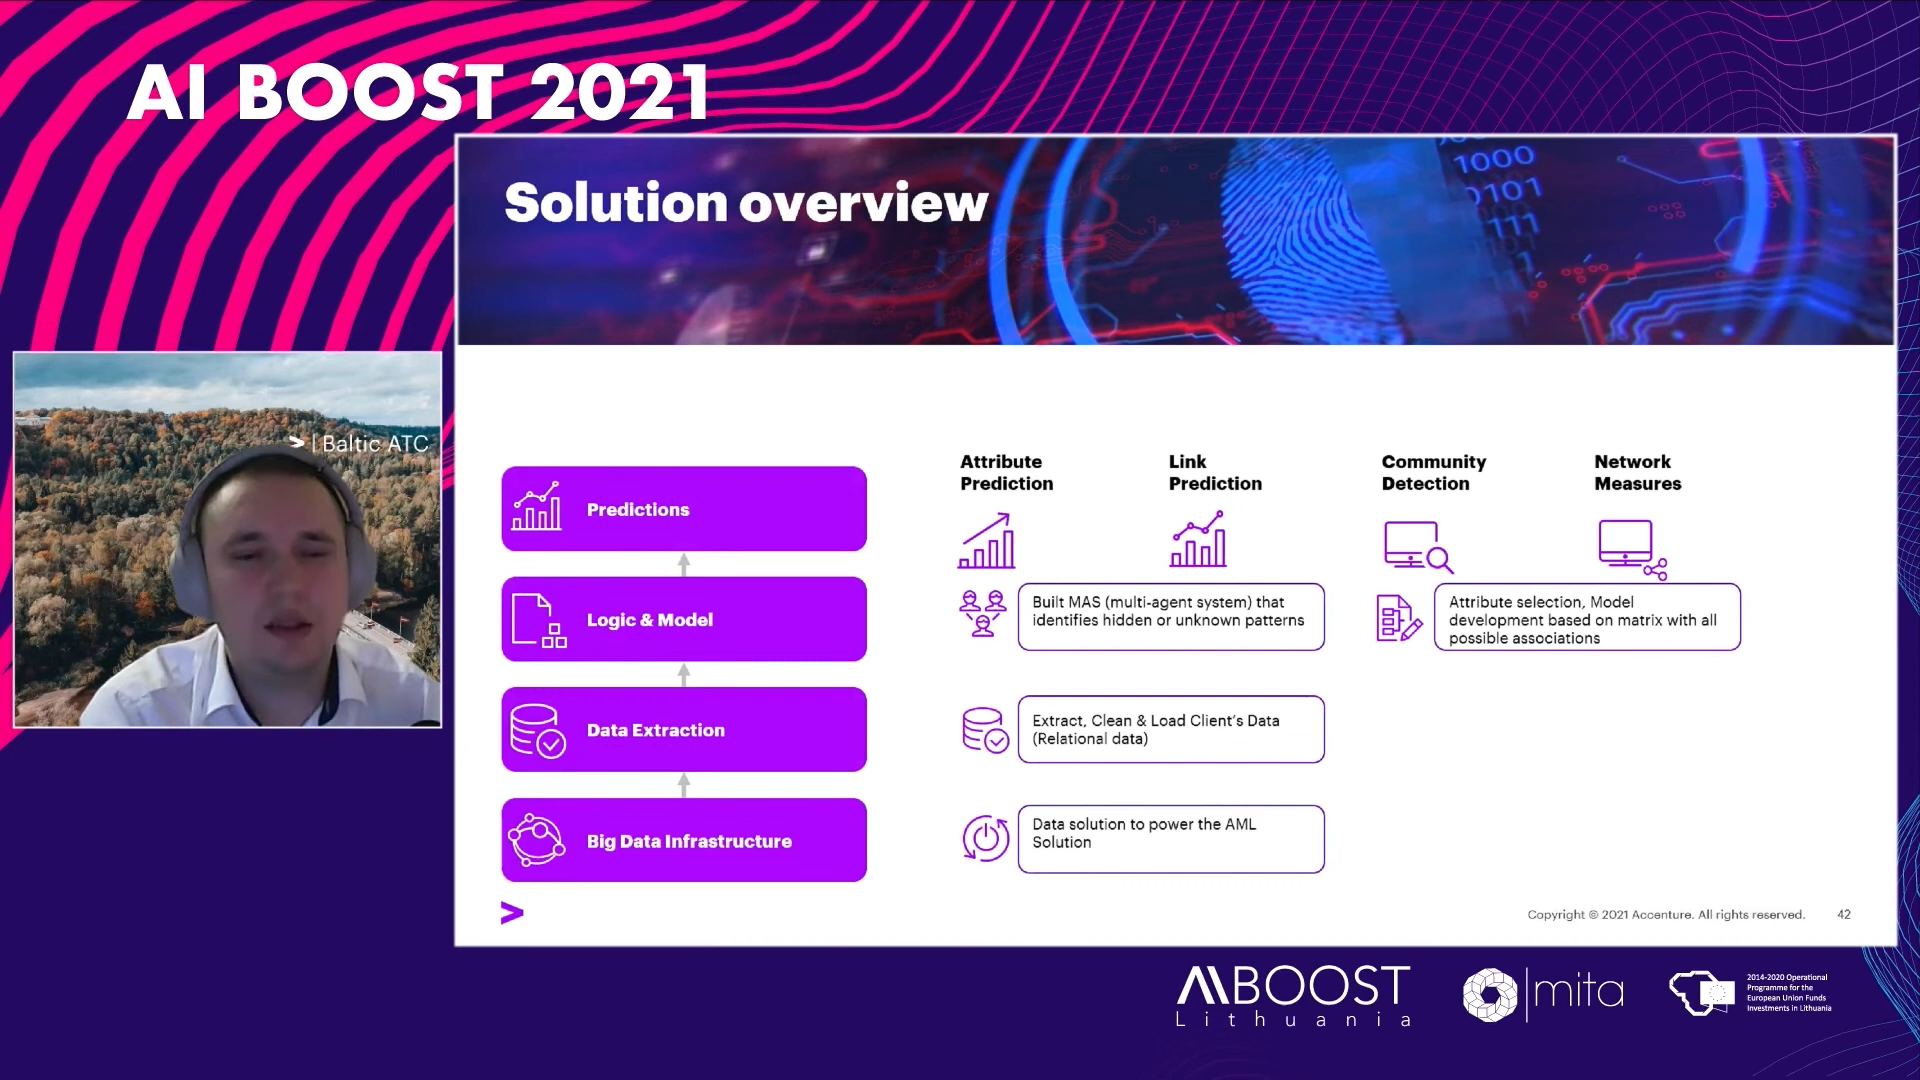 AI BOOST 2021
1000
0101
111
111
Solution overview
> | Baltic ATC
Predictions
Logic & Model
Data Extraction
Big Data Infrastructure
Attribute
Prediction
Link
Prediction
Community
Detection
Network
Measures
Built MAS (multi-agent system) that
identifies hidden or unknown patterns
Attribute selection, Model
development based on matrix with all
possible associations
Extract, Clean & Load Client's Data
(Relational data)
Data solution to power the AML
Solution
>
Copyright © 2021 Accenture. All rights reserved.
42
AIBOOST
Lithuania
mita
2014-2020 Operational
Programme for the
European Union Funds
Investments in Lithuania